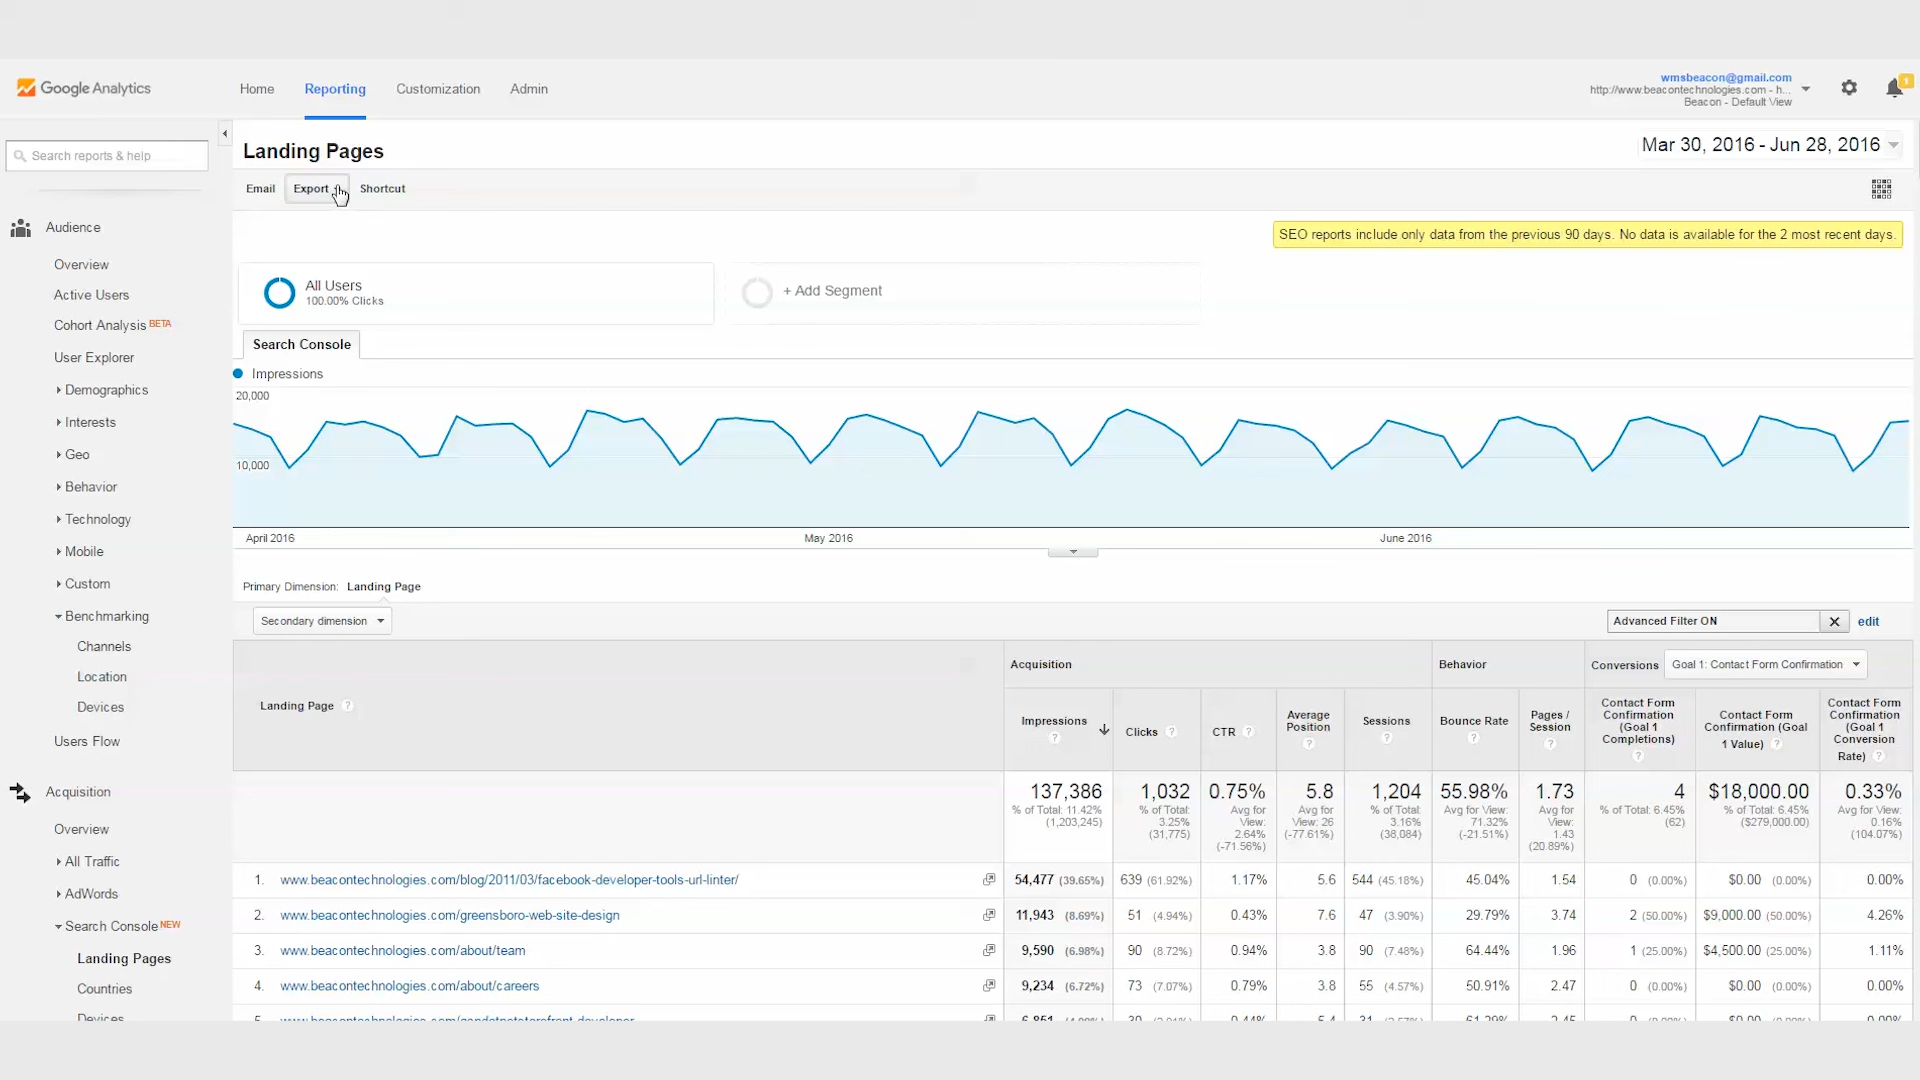 Google Analytics
Home
Reporting
Customization
Admin
wmsbeacon@gmail.com
http://www.beacontechnologies.com - h...
Beacon - Default View
1
Search reports & help
Audience
Overview
Active Users
Cohort Analysis BETA
User Explorer
Demographics
Interests
Geo
Behavior
Technology
Mobile
Custom
Benchmarking
Channels
Location
Devices
Users Flow
Acquisition
Overview
All Traffic
AdWords
Search Console NEW
Landing Pages
Countries
Devices
Landing Pages
Mar 30, 2016 - Jun 28, 2016
Email
Export
Shortcut
SEO reports include only data from the previous 90 days. No data is available for the 2 most recent days.
All Users
100.00% Clicks
+ Add Segment
Search Console
Impressions
20,000
10,000
April 2016
May 2016
June 2016
Primary Dimension: Landing Page
Secondary dimension
Advanced Filter ON
edit
Landing Page ?
Acquisition
Behavior
Conversions
Goal 1: Contact Form Confirmation
Impressions ?
Clicks ?
CTR ?
Average Position ?
Sessions ?
Bounce Rate ?
Pages / Session ?
Contact Form Confirmation (Goal 1 Completions) ?
Contact Form Confirmation (Goal 1 Value) ?
Contact Form Confirmation (Goal 1 Conversion Rate) ?
137,386
% of Total: 11.42% (1,203,245)
1,032
% of Total: 3.25% (31,775)
0.75%
Avg for View: 2.64% (-71.56%)
5.8
Avg for View: 26 (-77.61%)
1,204
% of Total: 3.16% (38,084)
55.98%
Avg for View: 71.32% (-21.51%)
1.73
Avg for View: 1.43 (20.89%)
4
% of Total: 6.45% (62)
$18,000.00
% of Total: 6.45% ($279,000.00)
0.33%
Avg for View: 0.16% (104.07%)
1. www.beacontechnologies.com/blog/2011/03/facebook-developer-tools-url-linter/ 54,477 (39.65%) 639 (61.92%) 1.17% 5.6 544 (45.18%) 45.04% 1.54 0 (0.00%) $0.00 (0.00%) 0.00%
2. www.beacontechnologies.com/greensboro-web-site-design 11,943 (8.69%) 51 (4.94%) 0.43% 7.6 47 (3.90%) 29.79% 3.74 2 (50.00%) $9,000.00 (50.00%) 4.26%
3. www.beacontechnologies.com/about/team 9,590 (6.98%) 90 (8.72%) 0.94% 3.8 90 (7.48%) 64.44% 1.96 1 (25.00%) $4,500.00 (25.00%) 1.11%
4. www.beacontechnologies.com/about/careers 9,234 (6.72%) 73 (7.07%) 0.79% 3.8 55 (4.57%) 50.91% 2.47 0 (0.00%) $0.00 (0.00%) 0.00%